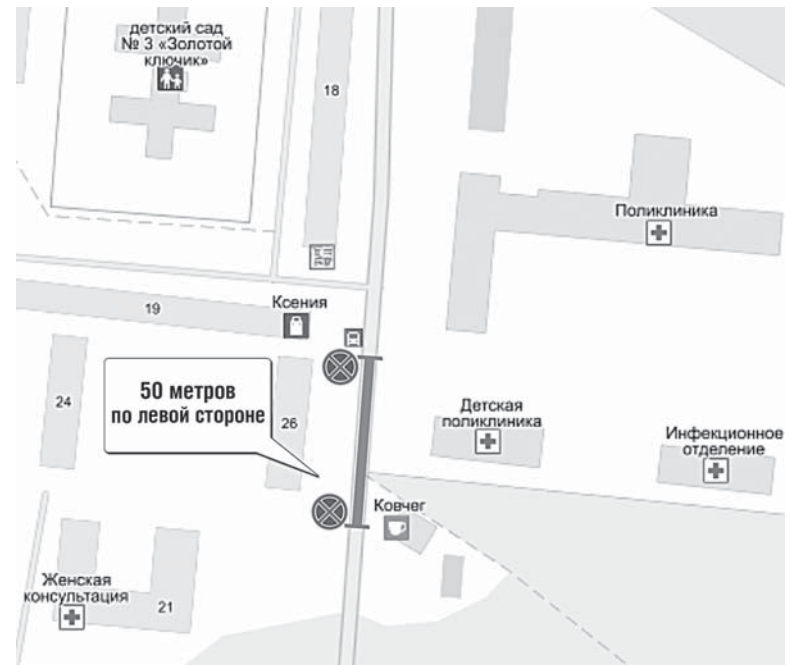 детский сад
№ 3 «Золотой
ключик»
18
Поликлиника
19
Ксения
24
50 метров
по левой стороне
26
Детская
поликлиника
Инфекционное
отделение
Ковчег
Женская
консультация
21